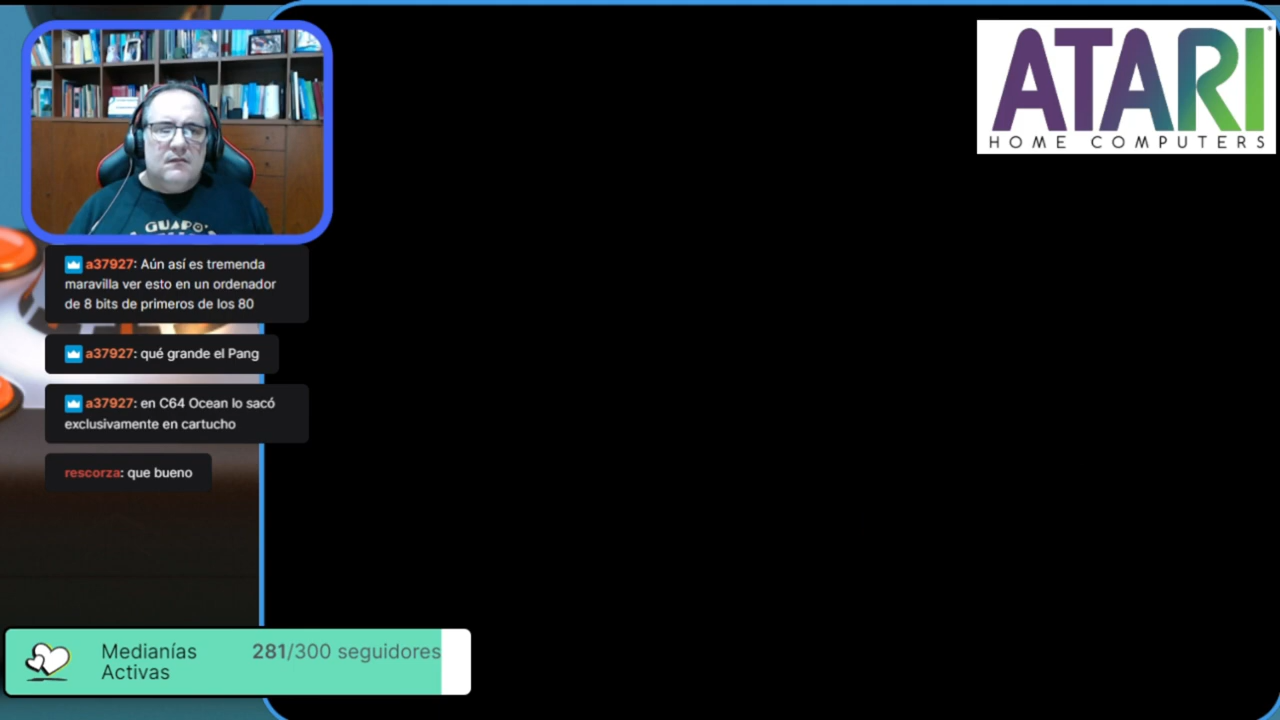 ATARI
HOME COMPUTERS
GUAPO
a37927: Aún así es tremenda
maravilla ver esto en un ordenador
de 8 bits de primeros de los 80
a37927: qué grande el Pang
a37927: en C64 Ocean lo sacó
exclusivamente en cartucho
rescorza: que bueno
Medianías
Activas
281/300 seguidores